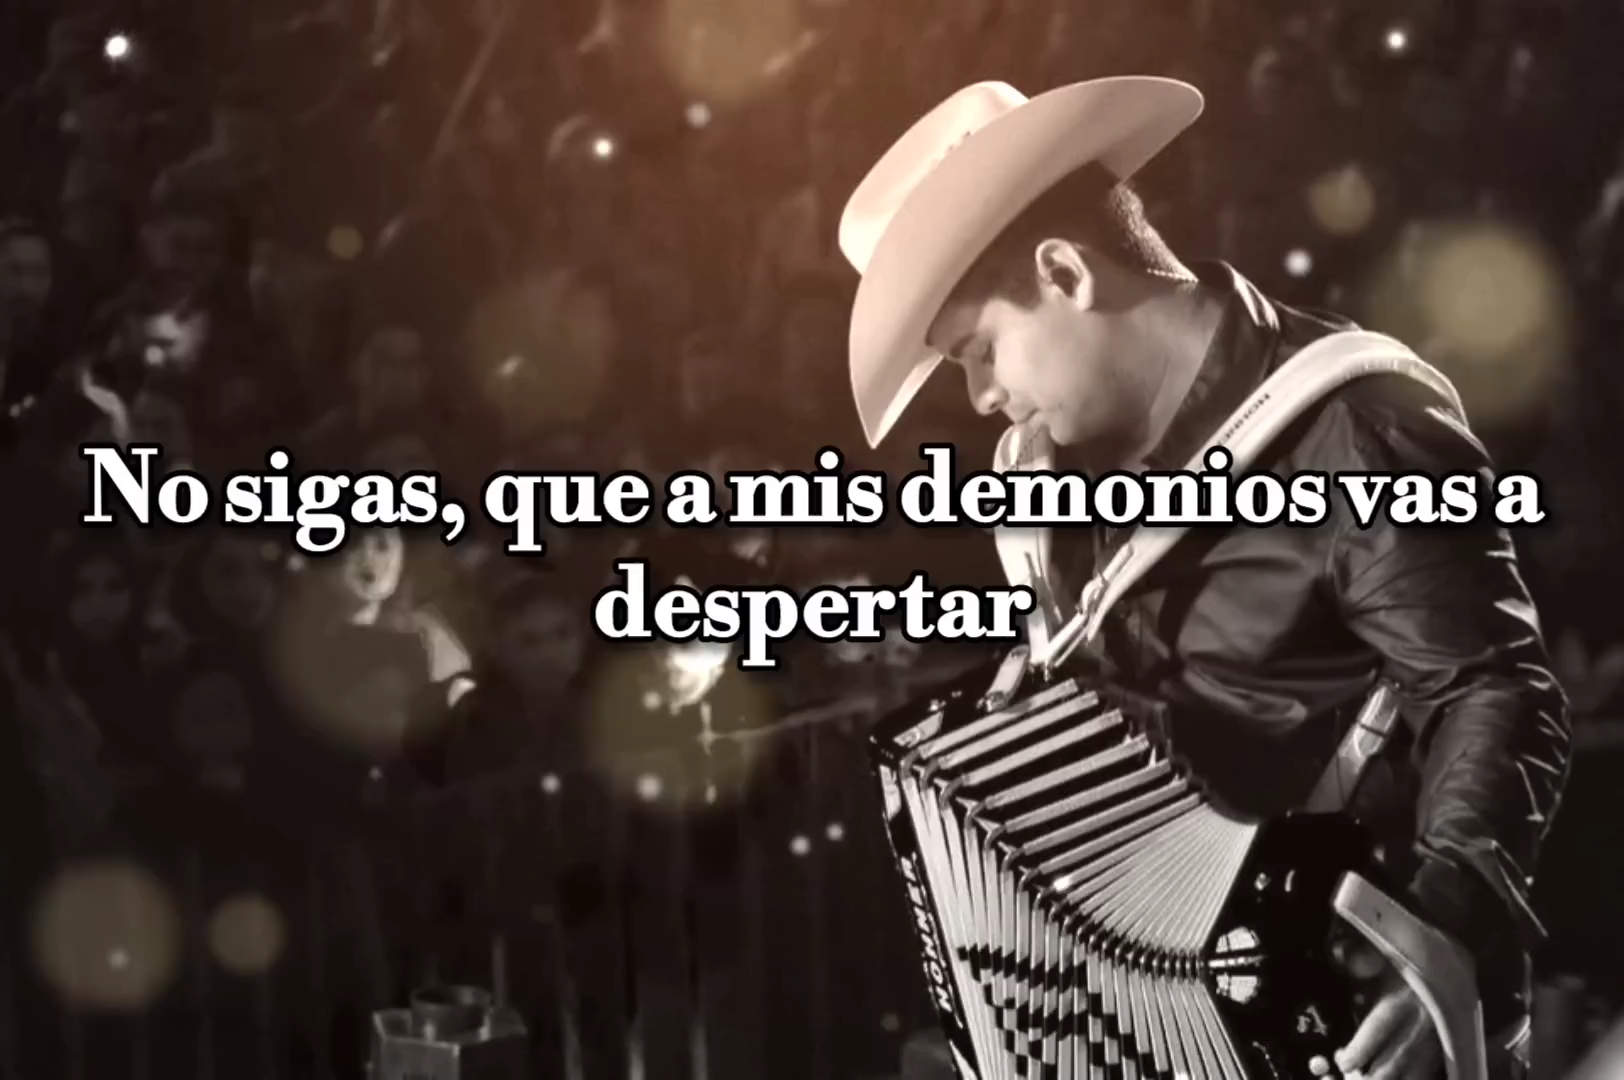 No sigas, que a mis demonios vas a
despertar